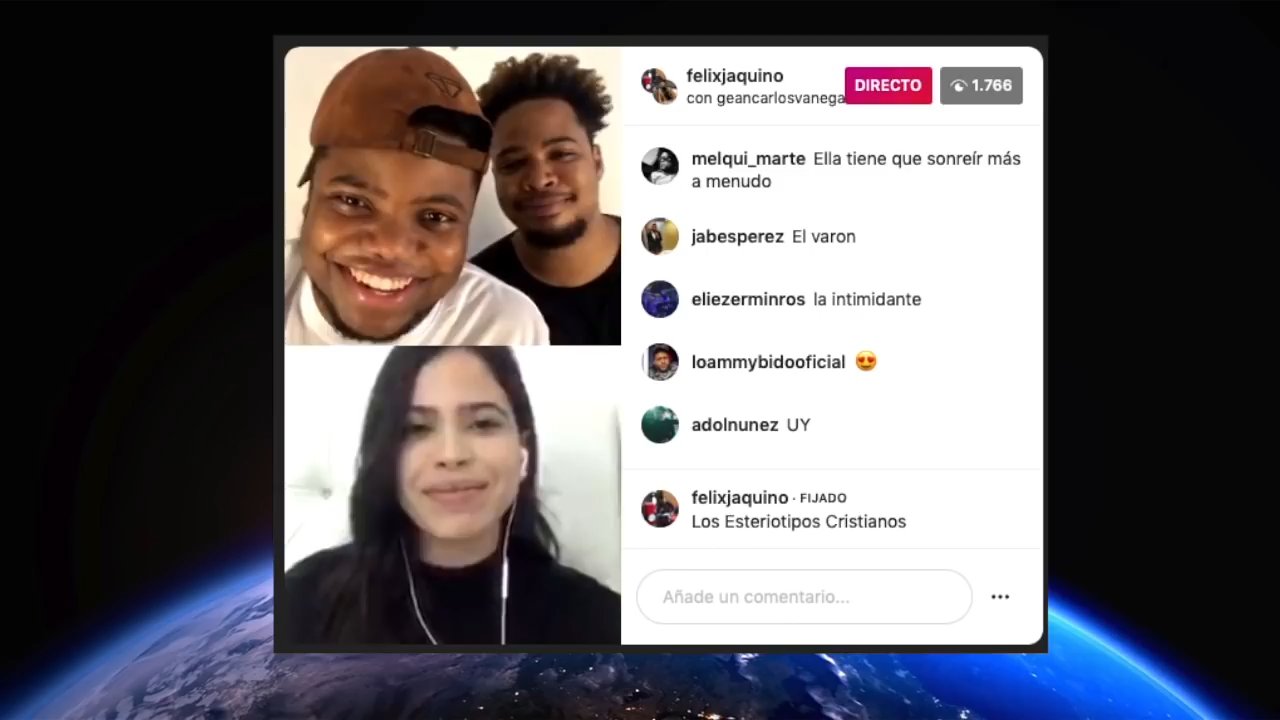 felixjaquino
con geancarlosvanega
DIRECTO
1.766
melqui_marte Ella tiene que sonreír más
a menudo
jabesperez El varon
eliezerminros la intimidante
loammybidooficial 😍
adolnunez UY
felixjaquino · FIJADO
Los Esteriotipos Cristianos
Añade un comentario...